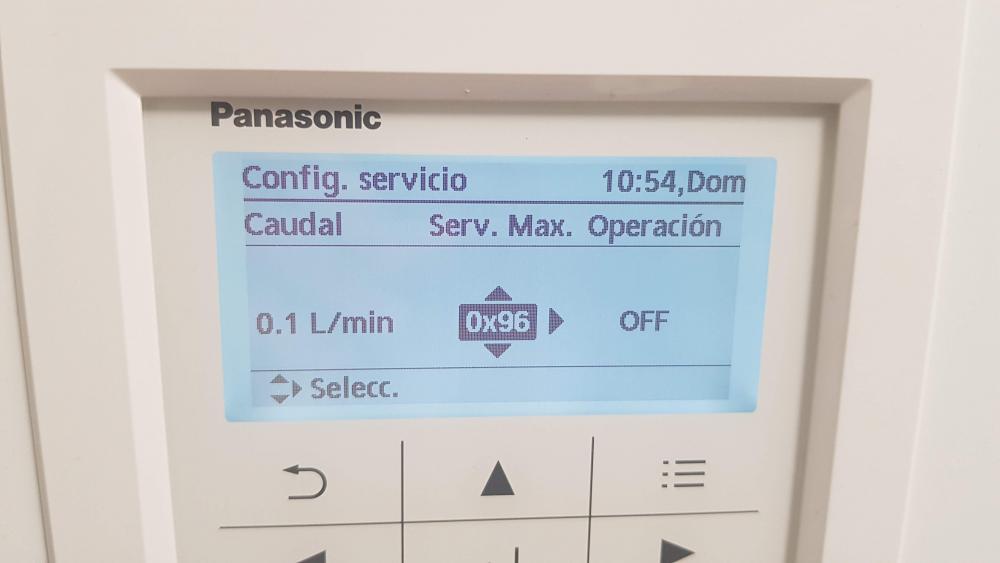 Panasonic
Config. servicio 10:54,Dom
Caudal Serv. Max. Operación
0.1 L/min 0x96 OFF
Selecc.